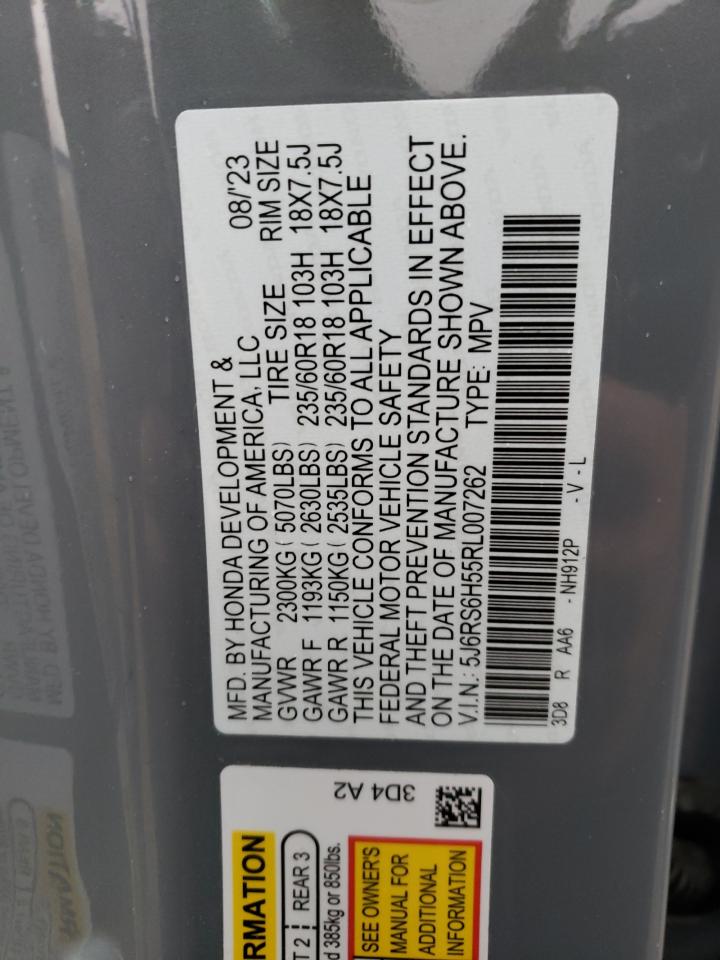 MFD. BY HONDA DEVELOPMENT &
MANUFACTURING OF AMERICA, LLC 08/'23
GVWR 2300KG ( 5070LBS) TIRE SIZE RIM SIZE
GAWR F 1193KG ( 2630LBS) 235/60R18 103H 18X7.5J
GAWR R 1150KG ( 2535LBS) 235/60R18 103H 18X7.5J
THIS VEHICLE CONFORMS TO ALL APPLICABLE
FEDERAL MOTOR VEHICLE SAFETY
AND THEFT PREVENTION STANDARDS IN EFFECT
ON THE DATE OF MANUFACTURE SHOWN ABOVE.
V.I.N.: 5J6RS6H55RL007262 TYPE: MPV
3D8 R AA6 - NH912P - V - L
RMATION
T 2 REAR 3
d 385kg or 850lbs.
SEE OWNER'S
MANUAL FOR
ADDITIONAL
INFORMATION
3D4 A2